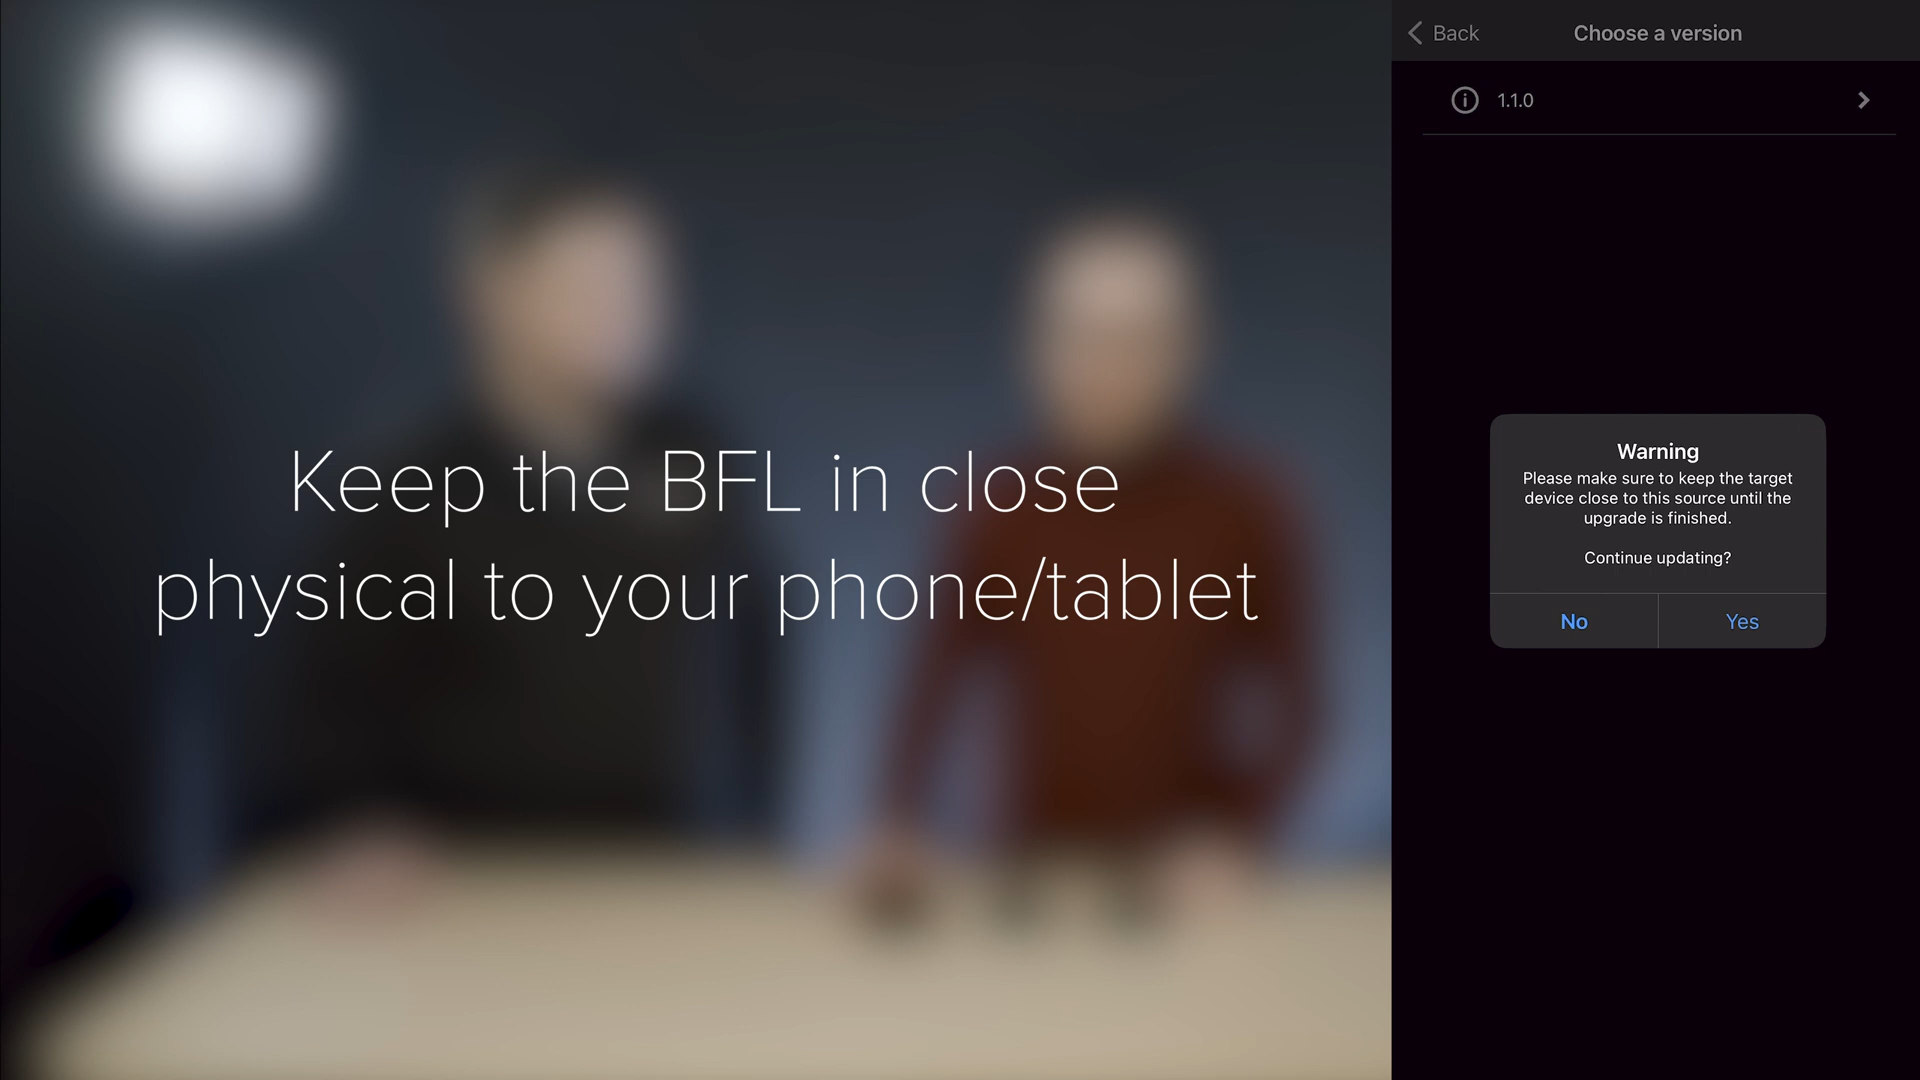 Keep the BFL in close
physical to your phone/tablet
Back
Choose a version
1.1.0
Warning
Please make sure to keep the target
device close to this source until the
upgrade is finished.
Continue updating?
No
Yes